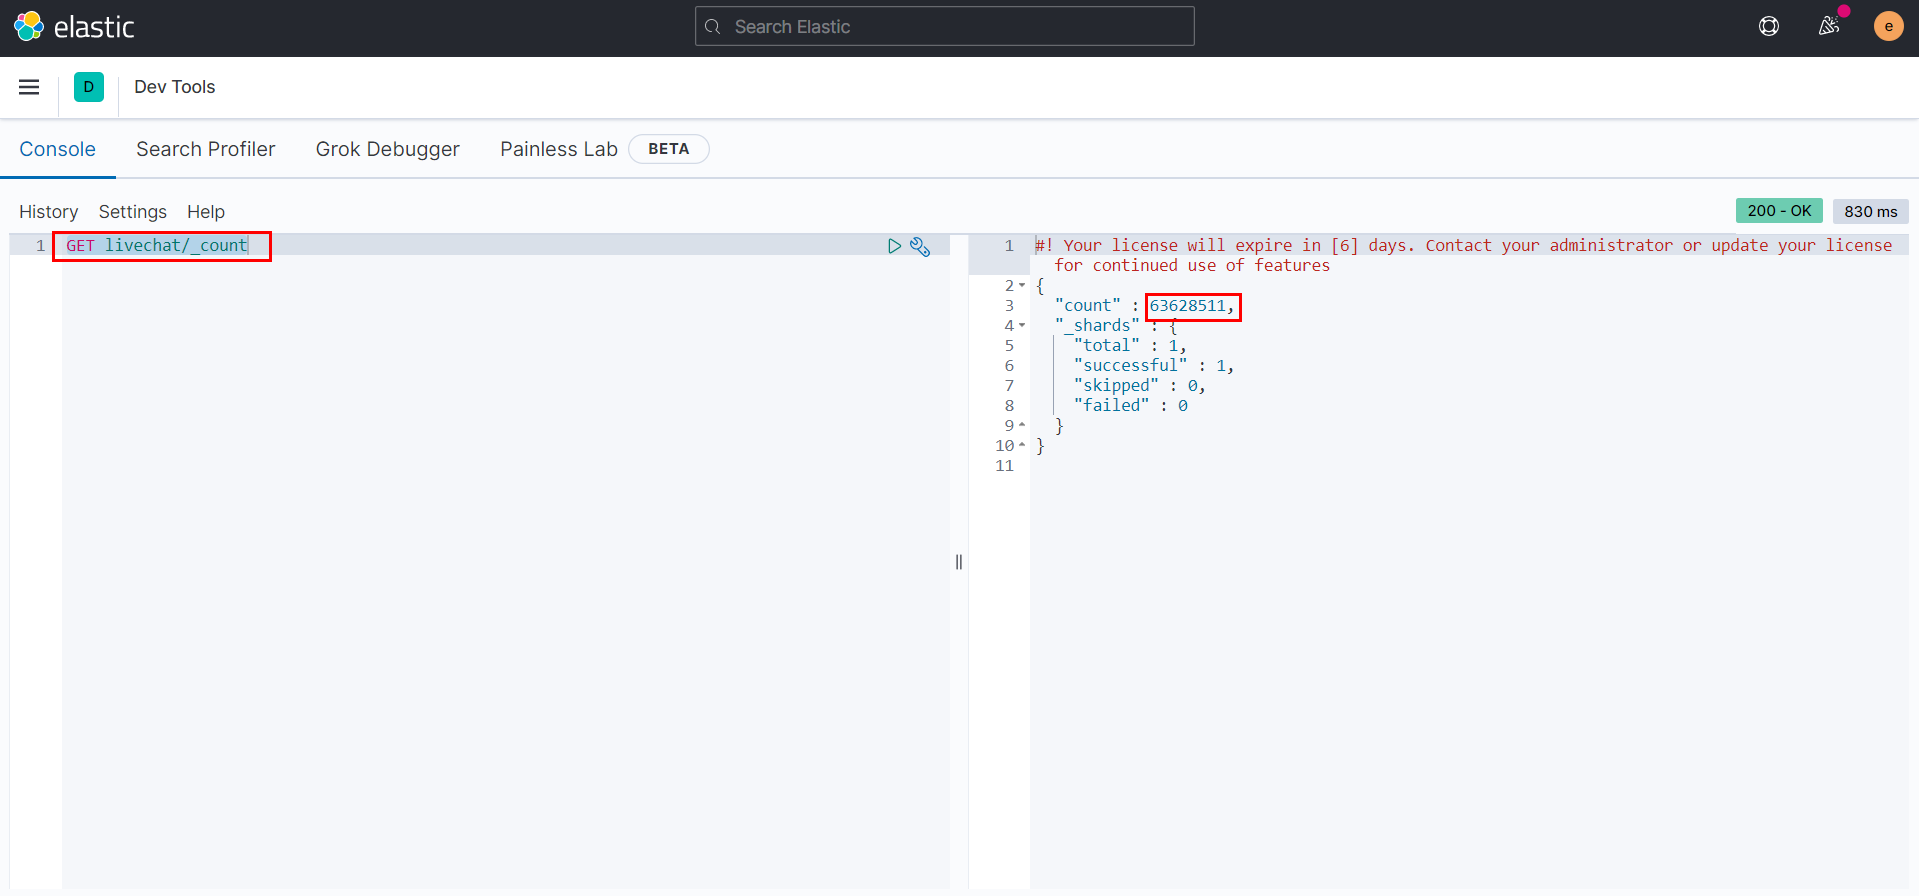 elastic
Search Elastic
e
D
Dev Tools
Console
Search Profiler
Grok Debugger
Painless Lab
BETA
History
Settings
Help
200 - OK
830 ms
1
GET livechat/_count
1 #! Your license will expire in [6] days. Contact your administrator or update your license
for continued use of features
2 {
3 "count" : 63628511,
4 "_shards" : {
5 "total" : 1,
6 "successful" : 1,
7 "skipped" : 0,
8 "failed" : 0
9 }
10 }
11